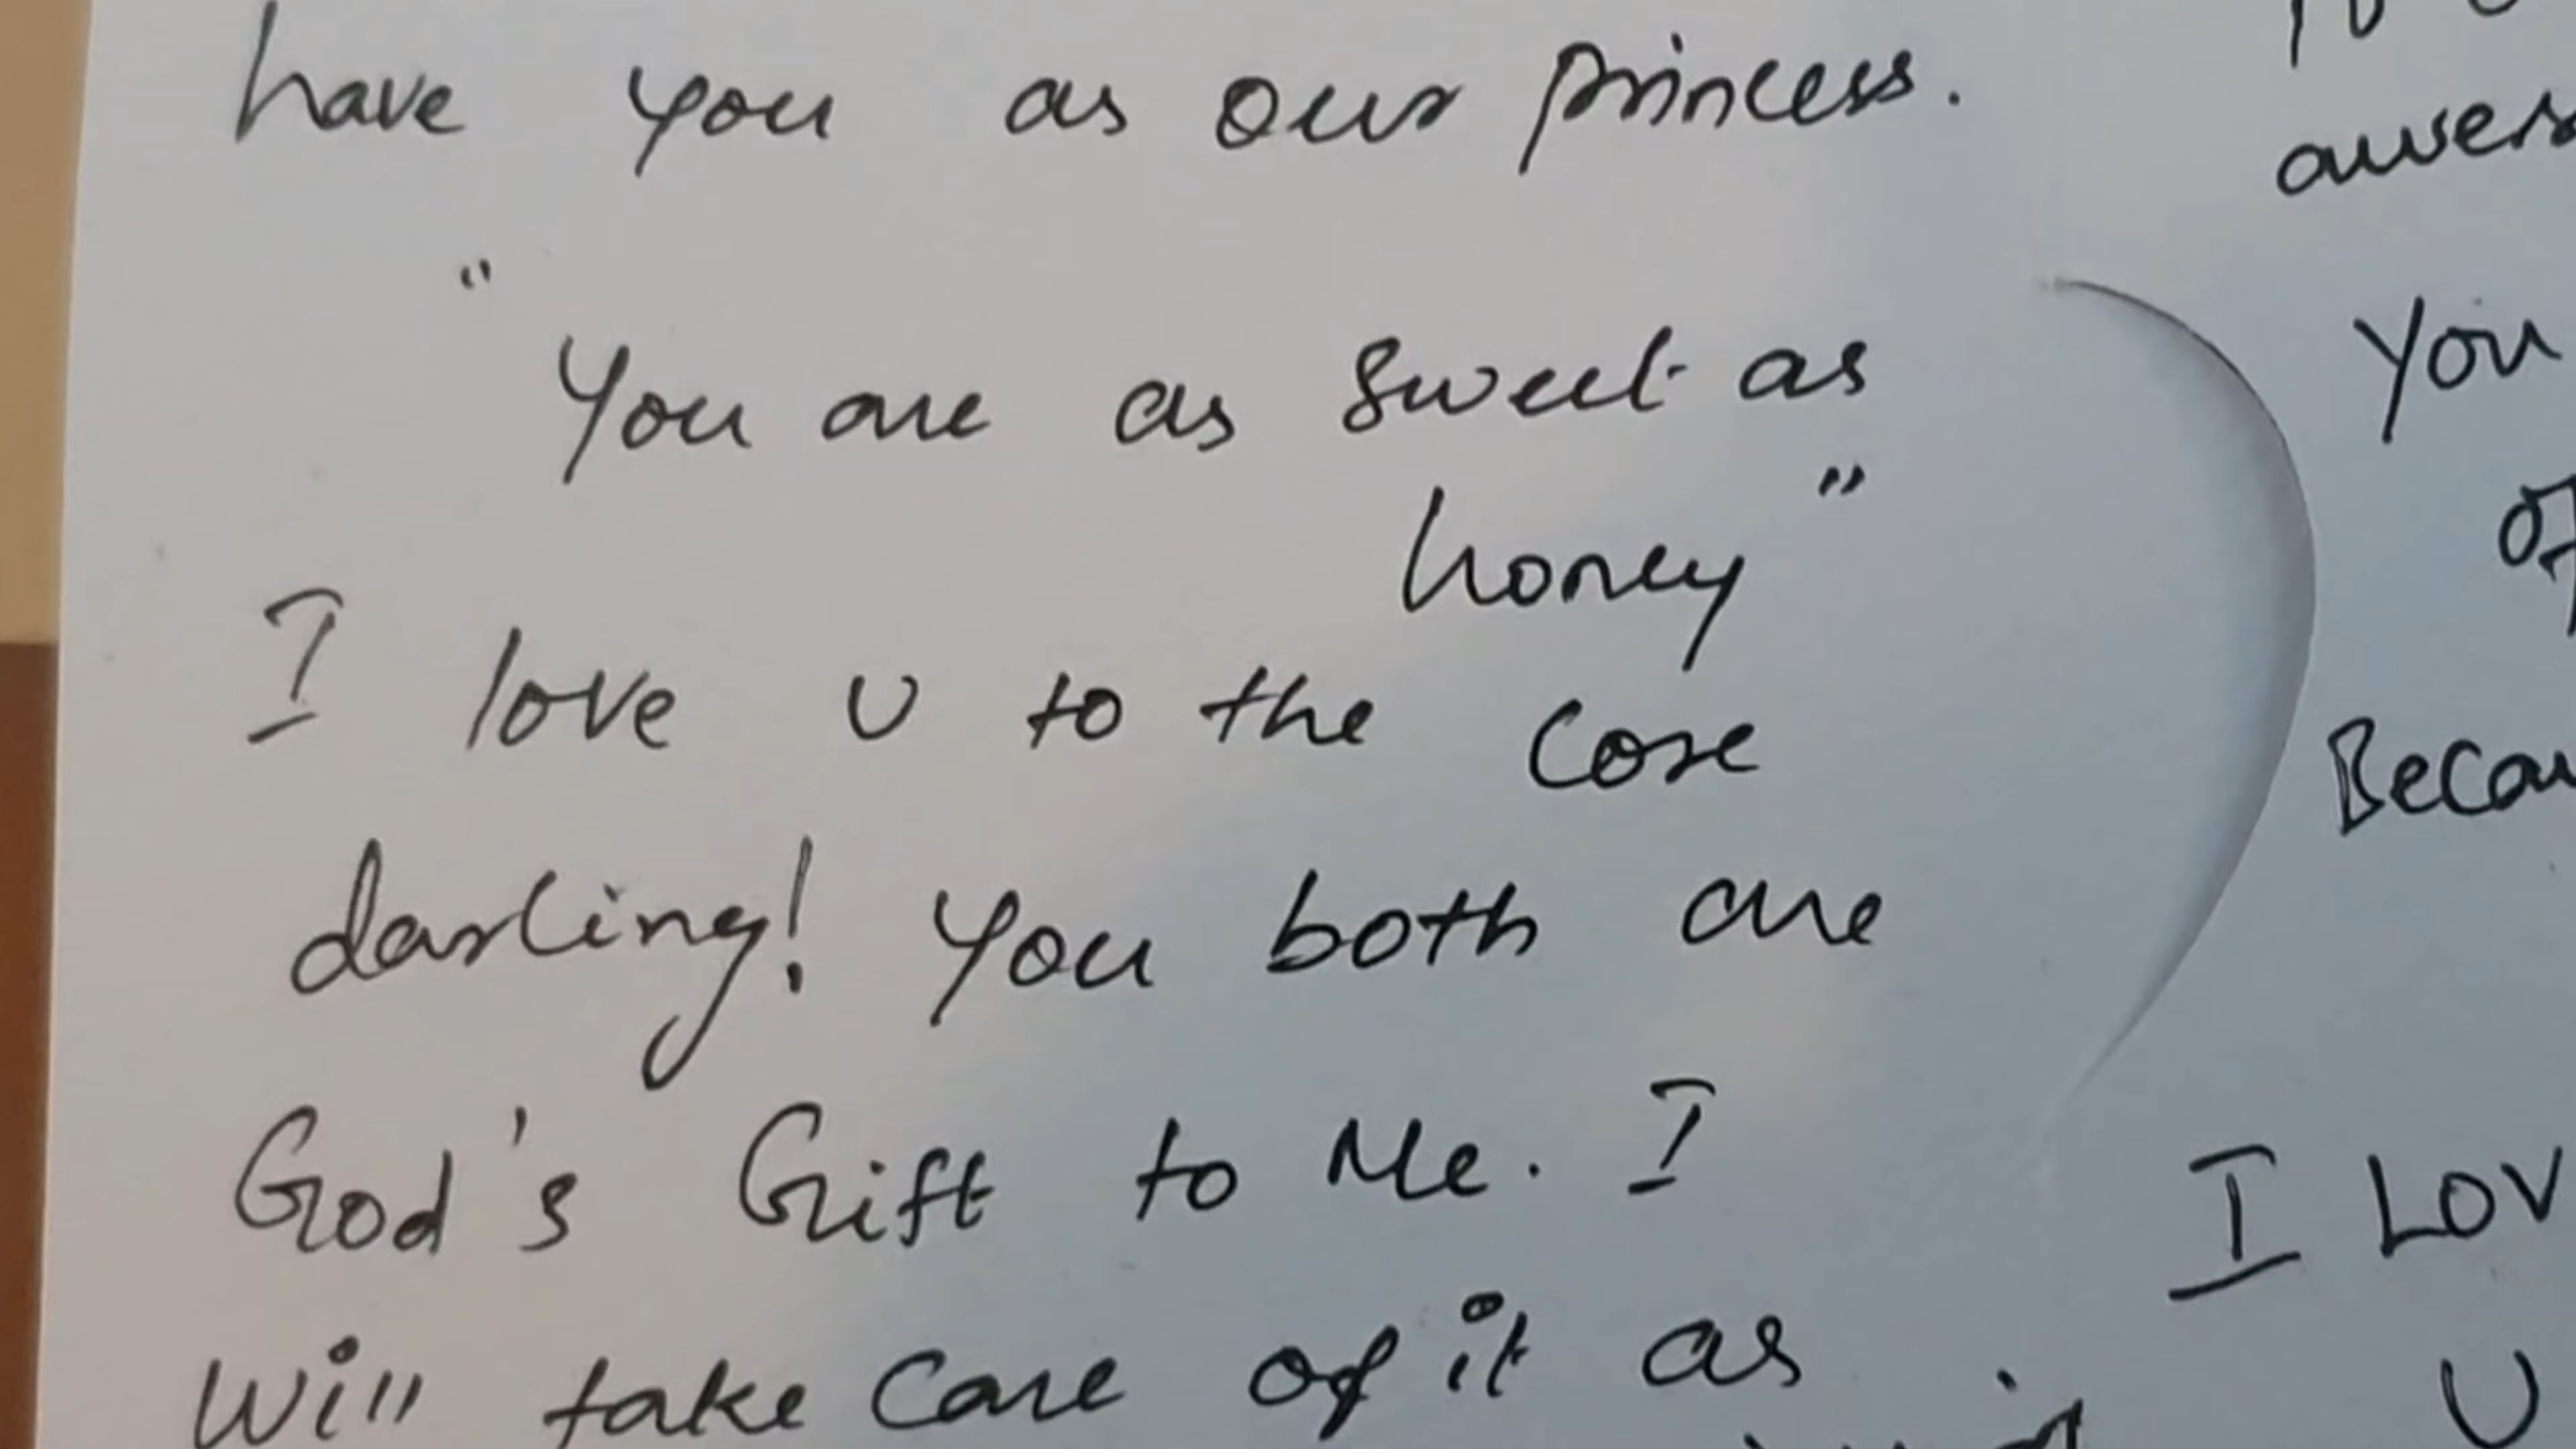 have you as our princess.
"You are as sweet as
honey"
I love U to the core
darling! You both are
God's Gift to Me. I
will take care of it as
You
of
I LOV
U